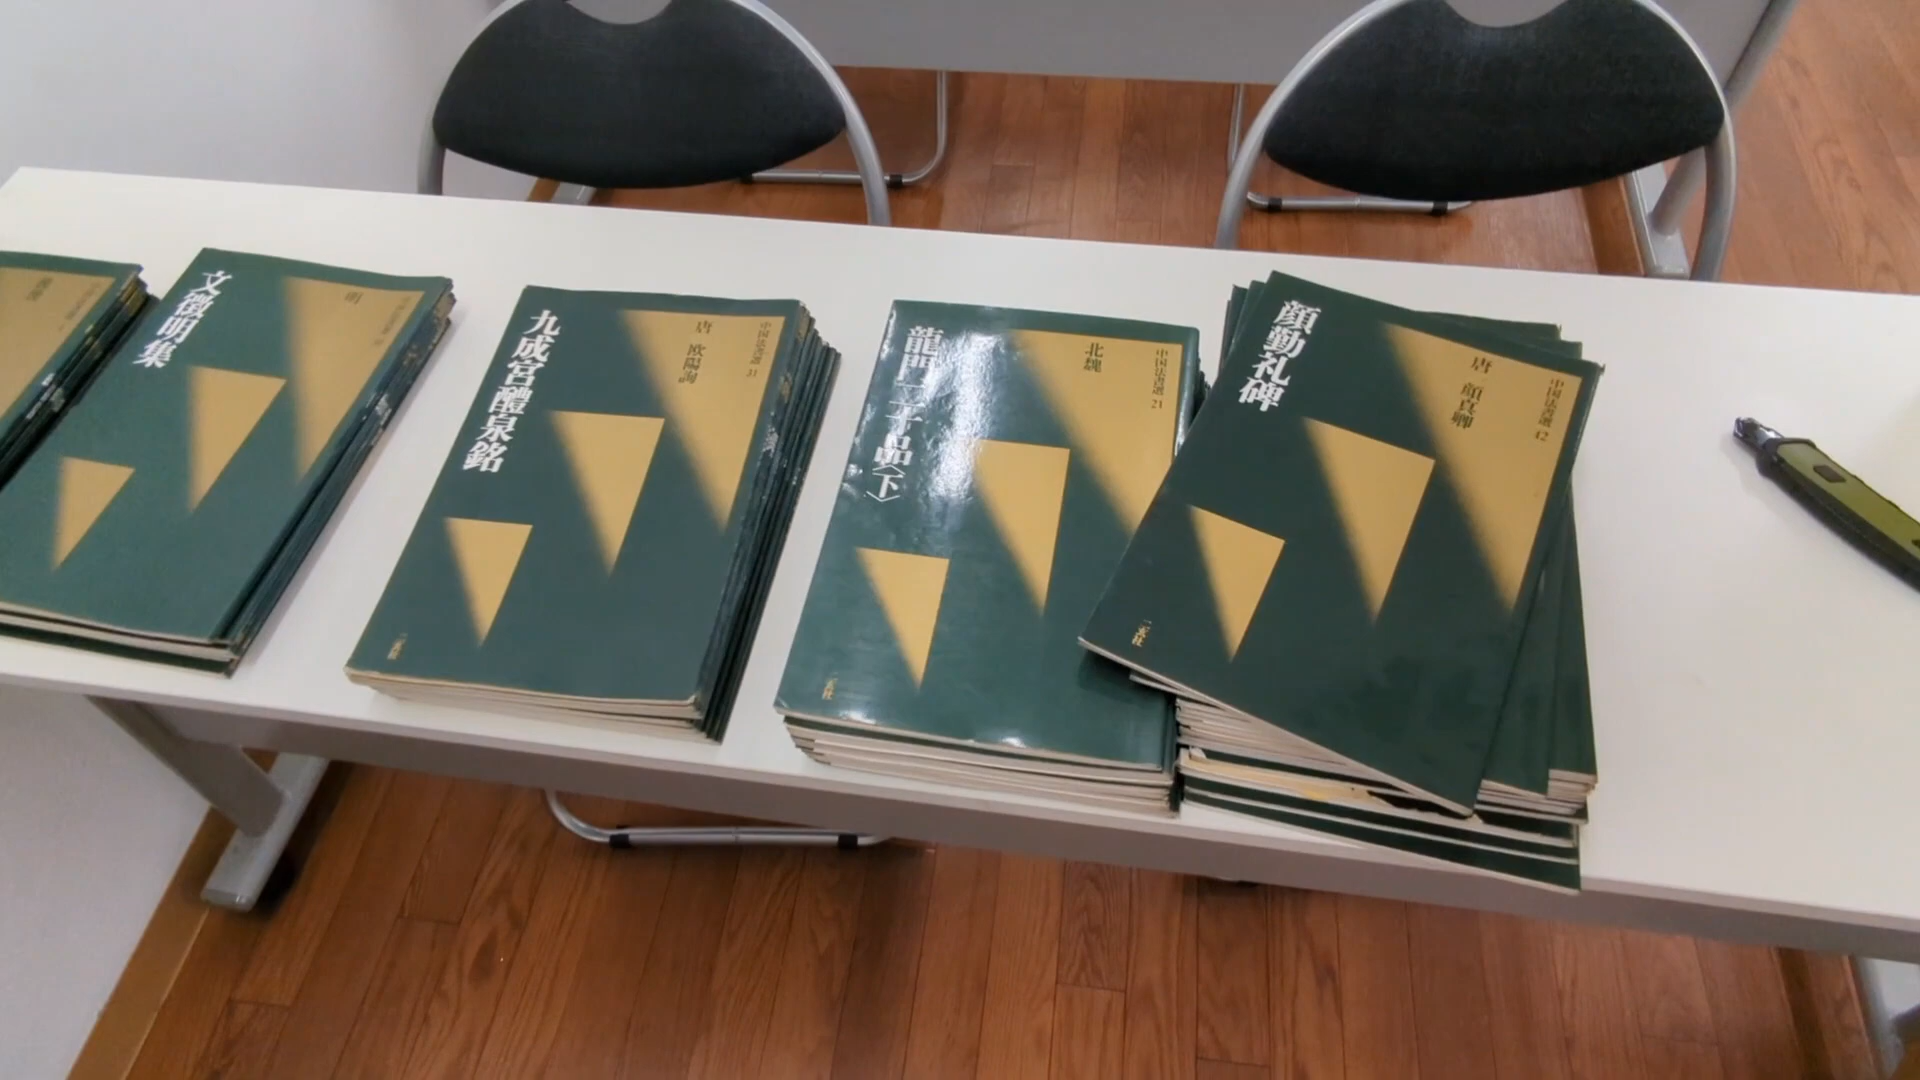 文徴明集
明
九成宮醴泉銘
唐 欧陽詢
中国法書選 31
二玄社
龍門二十品〈下〉
北魏
中国法書選 21
二玄社
顔勤礼碑
唐 顔真卿
中国法書選 42
二玄社